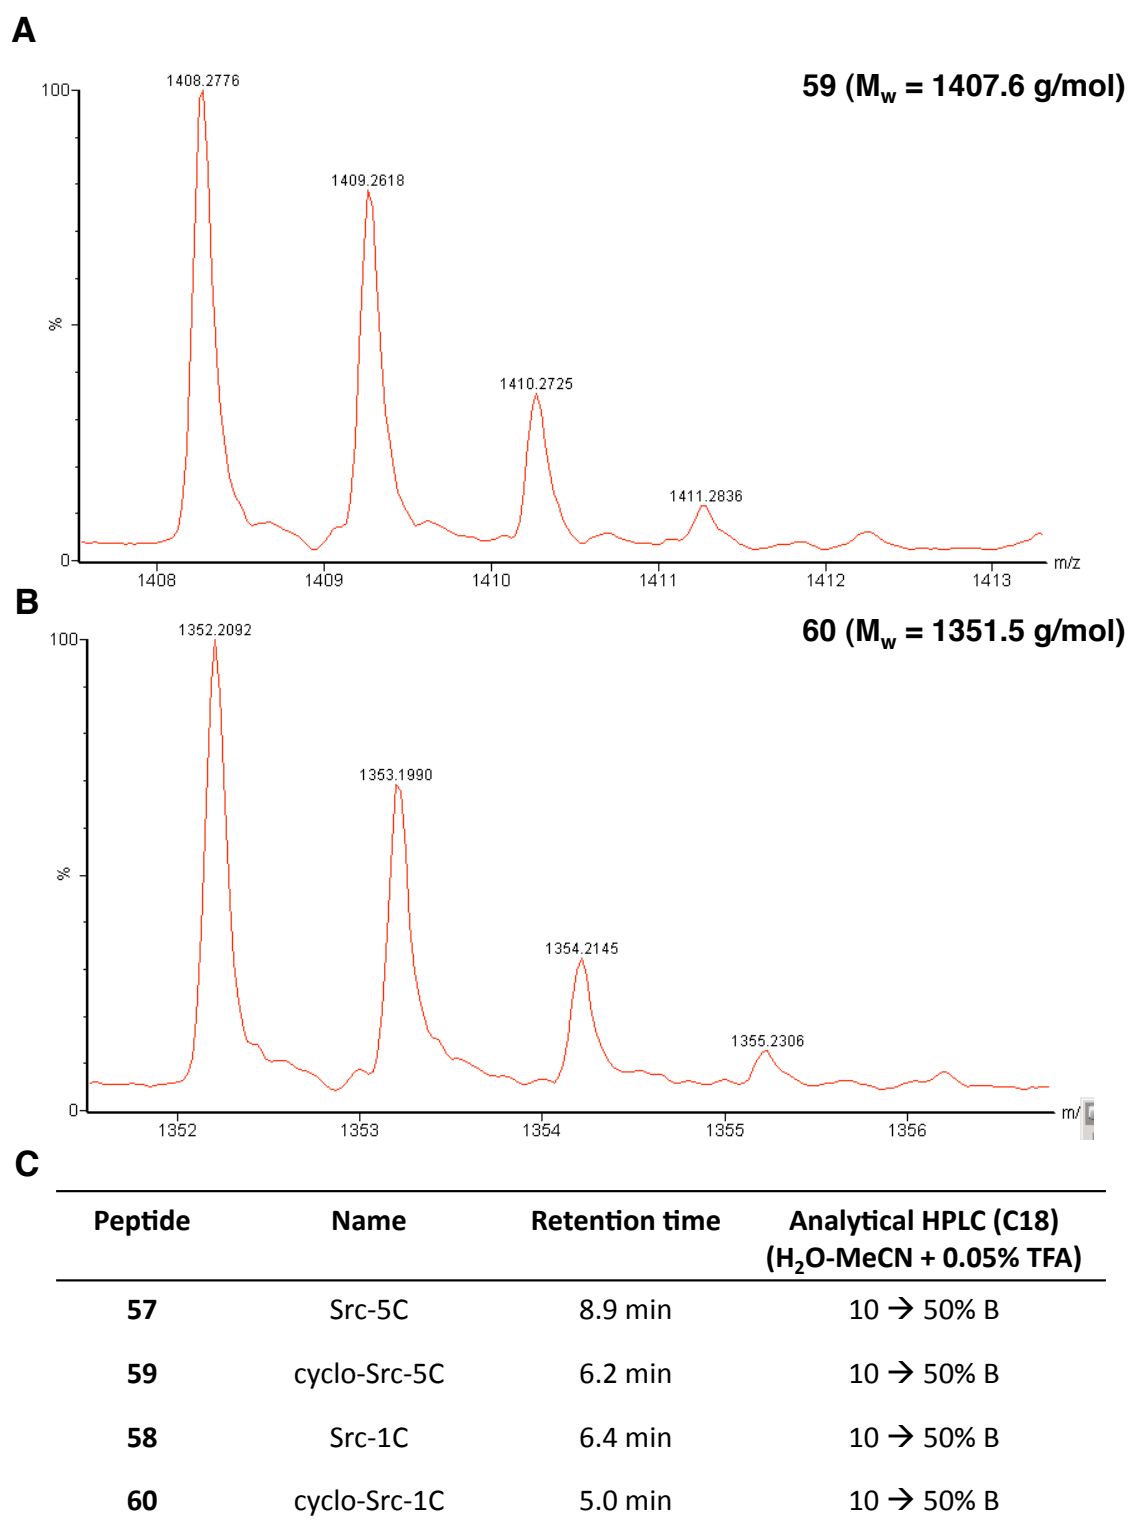 A
59 (Mw = 1407.6 g/mol)
1408.2776
100
1409.2618
%
1410.2725
1411.2836
0
m/z
1408 1409 1410 1411 1412 1413
B
60 (Mw = 1351.5 g/mol)
1352.2092
100
1353.1990
%
1354.2145
1355.2306
0
m/
1352 1353 1354 1355 1356
C
Peptide Name Retention time Analytical HPLC (C18)
(H2O-MeCN + 0.05% TFA)
57 Src-5C 8.9 min 10 → 50% B
59 cyclo-Src-5C 6.2 min 10 → 50% B
58 Src-1C 6.4 min 10 → 50% B
60 cyclo-Src-1C 5.0 min 10 → 50% B